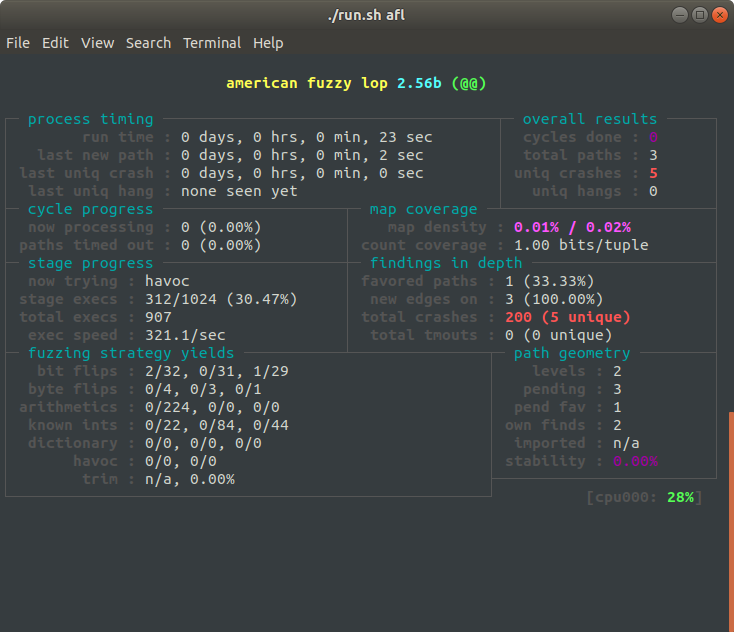 ./run.sh afl
File Edit View Search Terminal Help
american fuzzy lop 2.56b (@@)
process timing overall results
run time : 0 days, 0 hrs, 0 min, 23 sec cycles done : 0
last new path : 0 days, 0 hrs, 0 min, 2 sec total paths : 3
last uniq crash : 0 days, 0 hrs, 0 min, 0 sec uniq crashes : 5
last uniq hang : none seen yet uniq hangs : 0
cycle progress map coverage
now processing : 0 (0.00%) map density : 0.01% / 0.02%
paths timed out : 0 (0.00%) count coverage : 1.00 bits/tuple
stage progress findings in depth
now trying : havoc favored paths : 1 (33.33%)
stage execs : 312/1024 (30.47%) new edges on : 3 (100.00%)
total execs : 907 total crashes : 200 (5 unique)
exec speed : 321.1/sec total tmouts : 0 (0 unique)
fuzzing strategy yields path geometry
bit flips : 2/32, 0/31, 1/29 levels : 2
byte flips : 0/4, 0/3, 0/1 pending : 3
arithmetics : 0/224, 0/0, 0/0 pend fav : 1
known ints : 0/22, 0/84, 0/44 own finds : 2
dictionary : 0/0, 0/0, 0/0 imported : n/a
havoc : 0/0, 0/0 stability : 0.00%
trim : n/a, 0.00%
[cpu000: 28%]